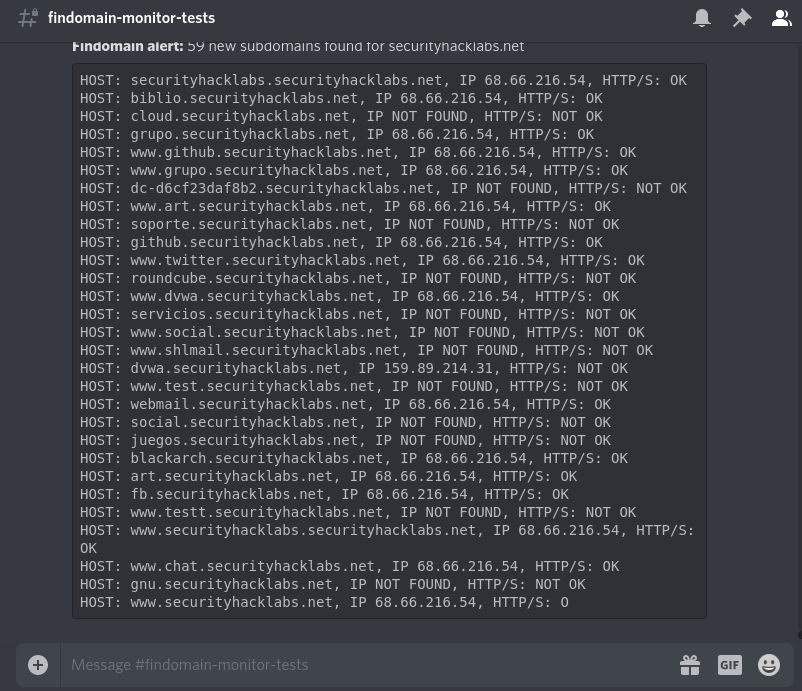 findomain-monitor-tests
Findomain alert: 59 new subdomains found for securityhacklabs.net
HOST: securityhacklabs.securityhacklabs.net, IP 68.66.216.54, HTTP/S: OK
HOST: biblio.securityhacklabs.net, IP 68.66.216.54, HTTP/S: OK
HOST: cloud.securityhacklabs.net, IP NOT FOUND, HTTP/S: NOT OK
HOST: grupo.securityhacklabs.net, IP 68.66.216.54, HTTP/S: OK
HOST: www.github.securityhacklabs.net, IP 68.66.216.54, HTTP/S: OK
HOST: www.grupo.securityhacklabs.net, IP 68.66.216.54, HTTP/S: OK
HOST: dc-d6cf23daf8b2.securityhacklabs.net, IP NOT FOUND, HTTP/S: NOT OK
HOST: www.art.securityhacklabs.net, IP 68.66.216.54, HTTP/S: OK
HOST: soporte.securityhacklabs.net, IP NOT FOUND, HTTP/S: NOT OK
HOST: github.securityhacklabs.net, IP 68.66.216.54, HTTP/S: OK
HOST: www.twitter.securityhacklabs.net, IP 68.66.216.54, HTTP/S: OK
HOST: roundcube.securityhacklabs.net, IP NOT FOUND, HTTP/S: NOT OK
HOST: www.dvwa.securityhacklabs.net, IP 68.66.216.54, HTTP/S: OK
HOST: servicios.securityhacklabs.net, IP NOT FOUND, HTTP/S: NOT OK
HOST: www.social.securityhacklabs.net, IP NOT FOUND, HTTP/S: NOT OK
HOST: www.shlmail.securityhacklabs.net, IP NOT FOUND, HTTP/S: NOT OK
HOST: dvwa.securityhacklabs.net, IP 159.89.214.31, HTTP/S: NOT OK
HOST: www.test.securityhacklabs.net, IP NOT FOUND, HTTP/S: NOT OK
HOST: webmail.securityhacklabs.net, IP 68.66.216.54, HTTP/S: OK
HOST: social.securityhacklabs.net, IP NOT FOUND, HTTP/S: NOT OK
HOST: juegos.securityhacklabs.net, IP NOT FOUND, HTTP/S: NOT OK
HOST: blackarch.securityhacklabs.net, IP 68.66.216.54, HTTP/S: OK
HOST: art.securityhacklabs.net, IP 68.66.216.54, HTTP/S: OK
HOST: fb.securityhacklabs.net, IP 68.66.216.54, HTTP/S: OK
HOST: www.testt.securityhacklabs.net, IP NOT FOUND, HTTP/S: NOT OK
HOST: www.securityhacklabs.securityhacklabs.net, IP 68.66.216.54, HTTP/S:
OK
HOST: www.chat.securityhacklabs.net, IP 68.66.216.54, HTTP/S: OK
HOST: gnu.securityhacklabs.net, IP NOT FOUND, HTTP/S: NOT OK
HOST: www.securityhacklabs.net, IP 68.66.216.54, HTTP/S: O
Message #findomain-monitor-tests
GIF